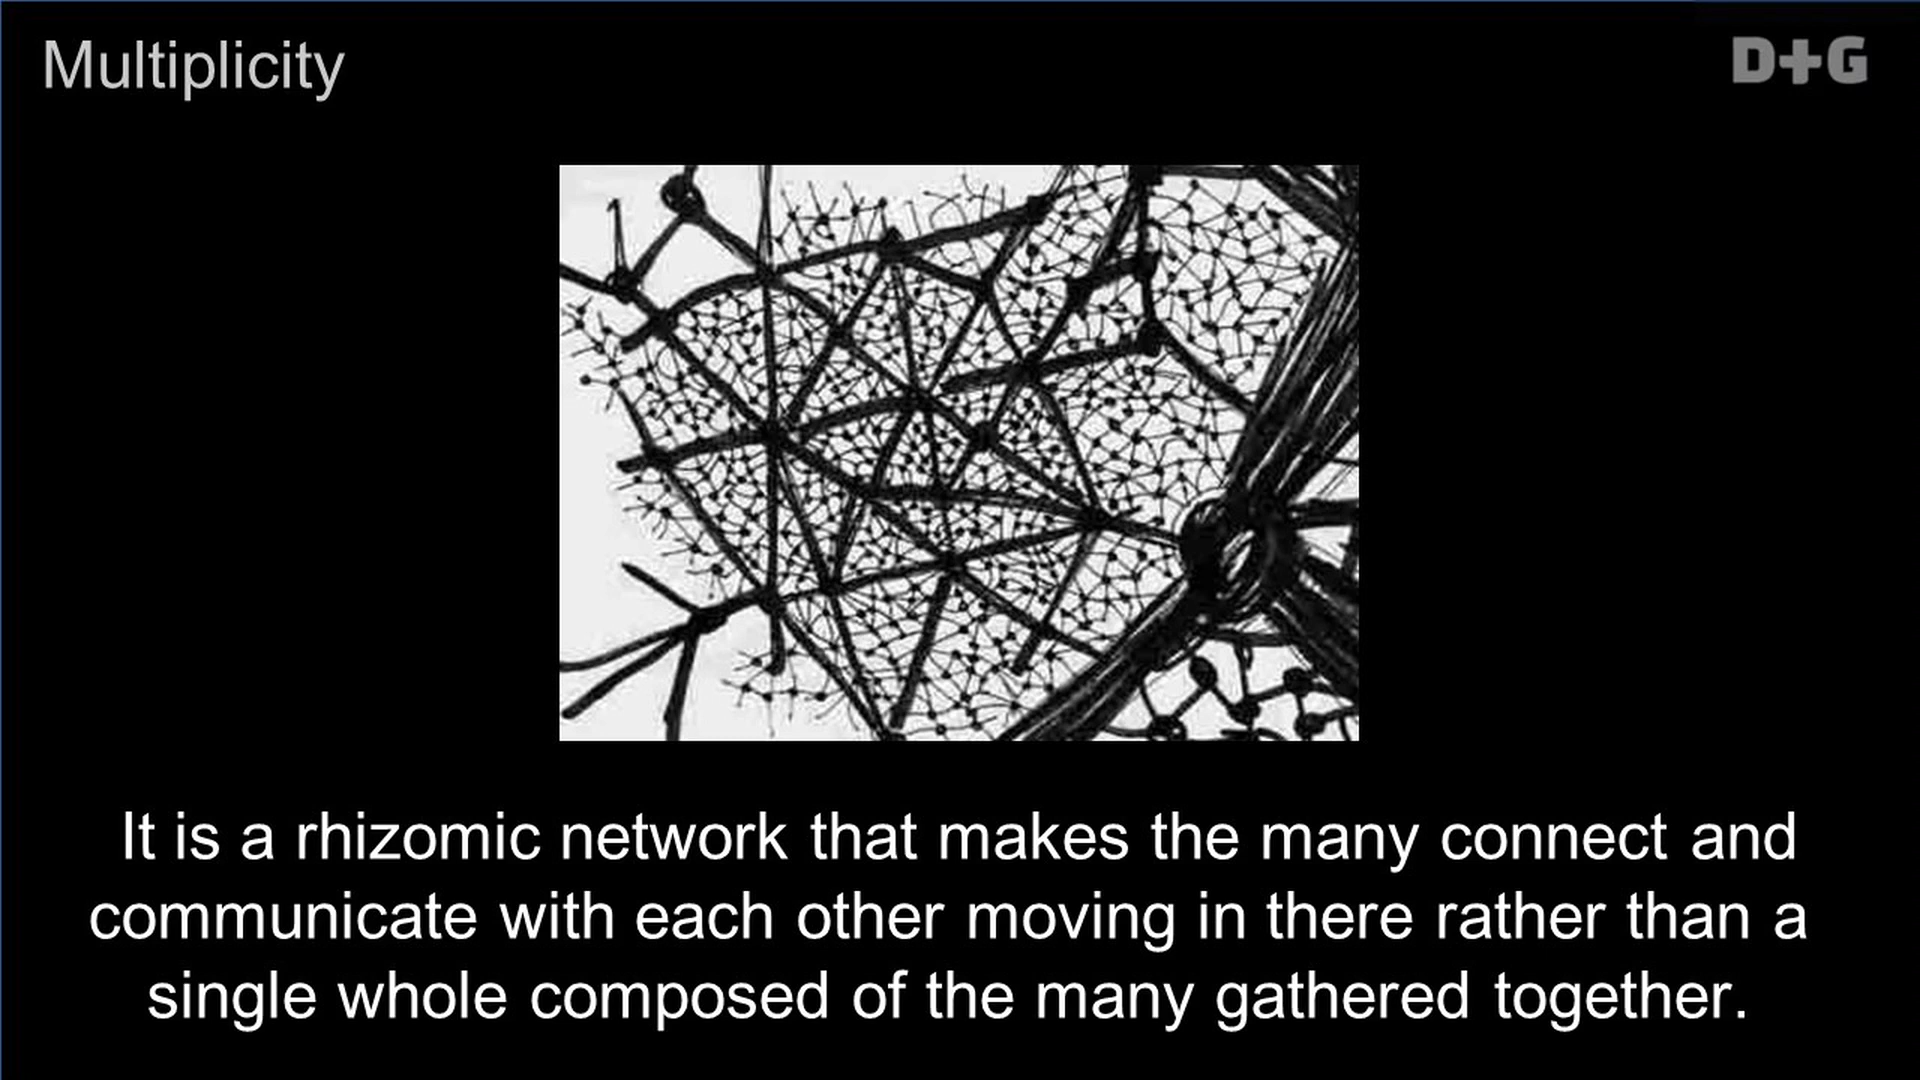 Multiplicity
D+G
It is a rhizomic network that makes the many connect and
communicate with each other moving in there rather than a
single whole composed of the many gathered together.